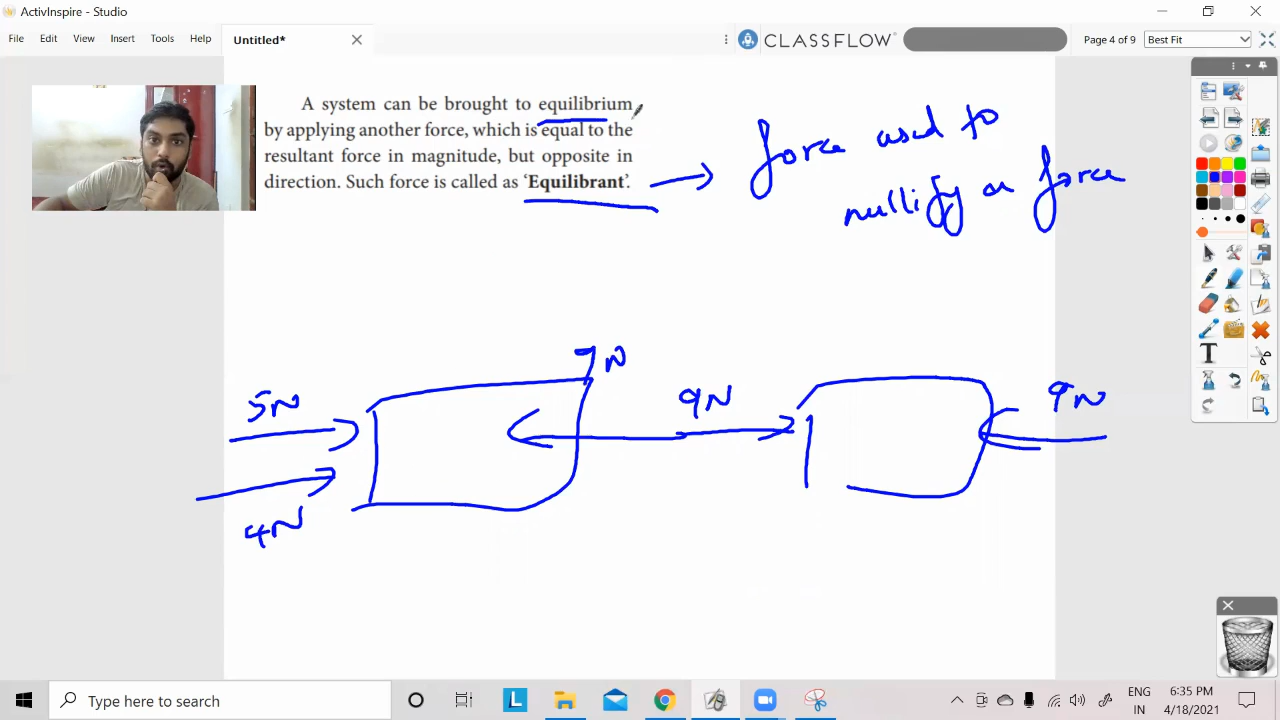 ActivInspire - Studio
File Edit View Insert Tools Help
Untitled*
CLASSFLOW
Page 4 of 9
Best Fit
A system can be brought to equilibrium
by applying another force, which is equal to the
resultant force in magnitude, but opposite in
direction. Such force is called as ‘Equilibrant’.
force used to
nullify a force
N
5N
9N
9N
4N
T
L
Type here to search
ENG
IN
6:35 PM
4/18/2021